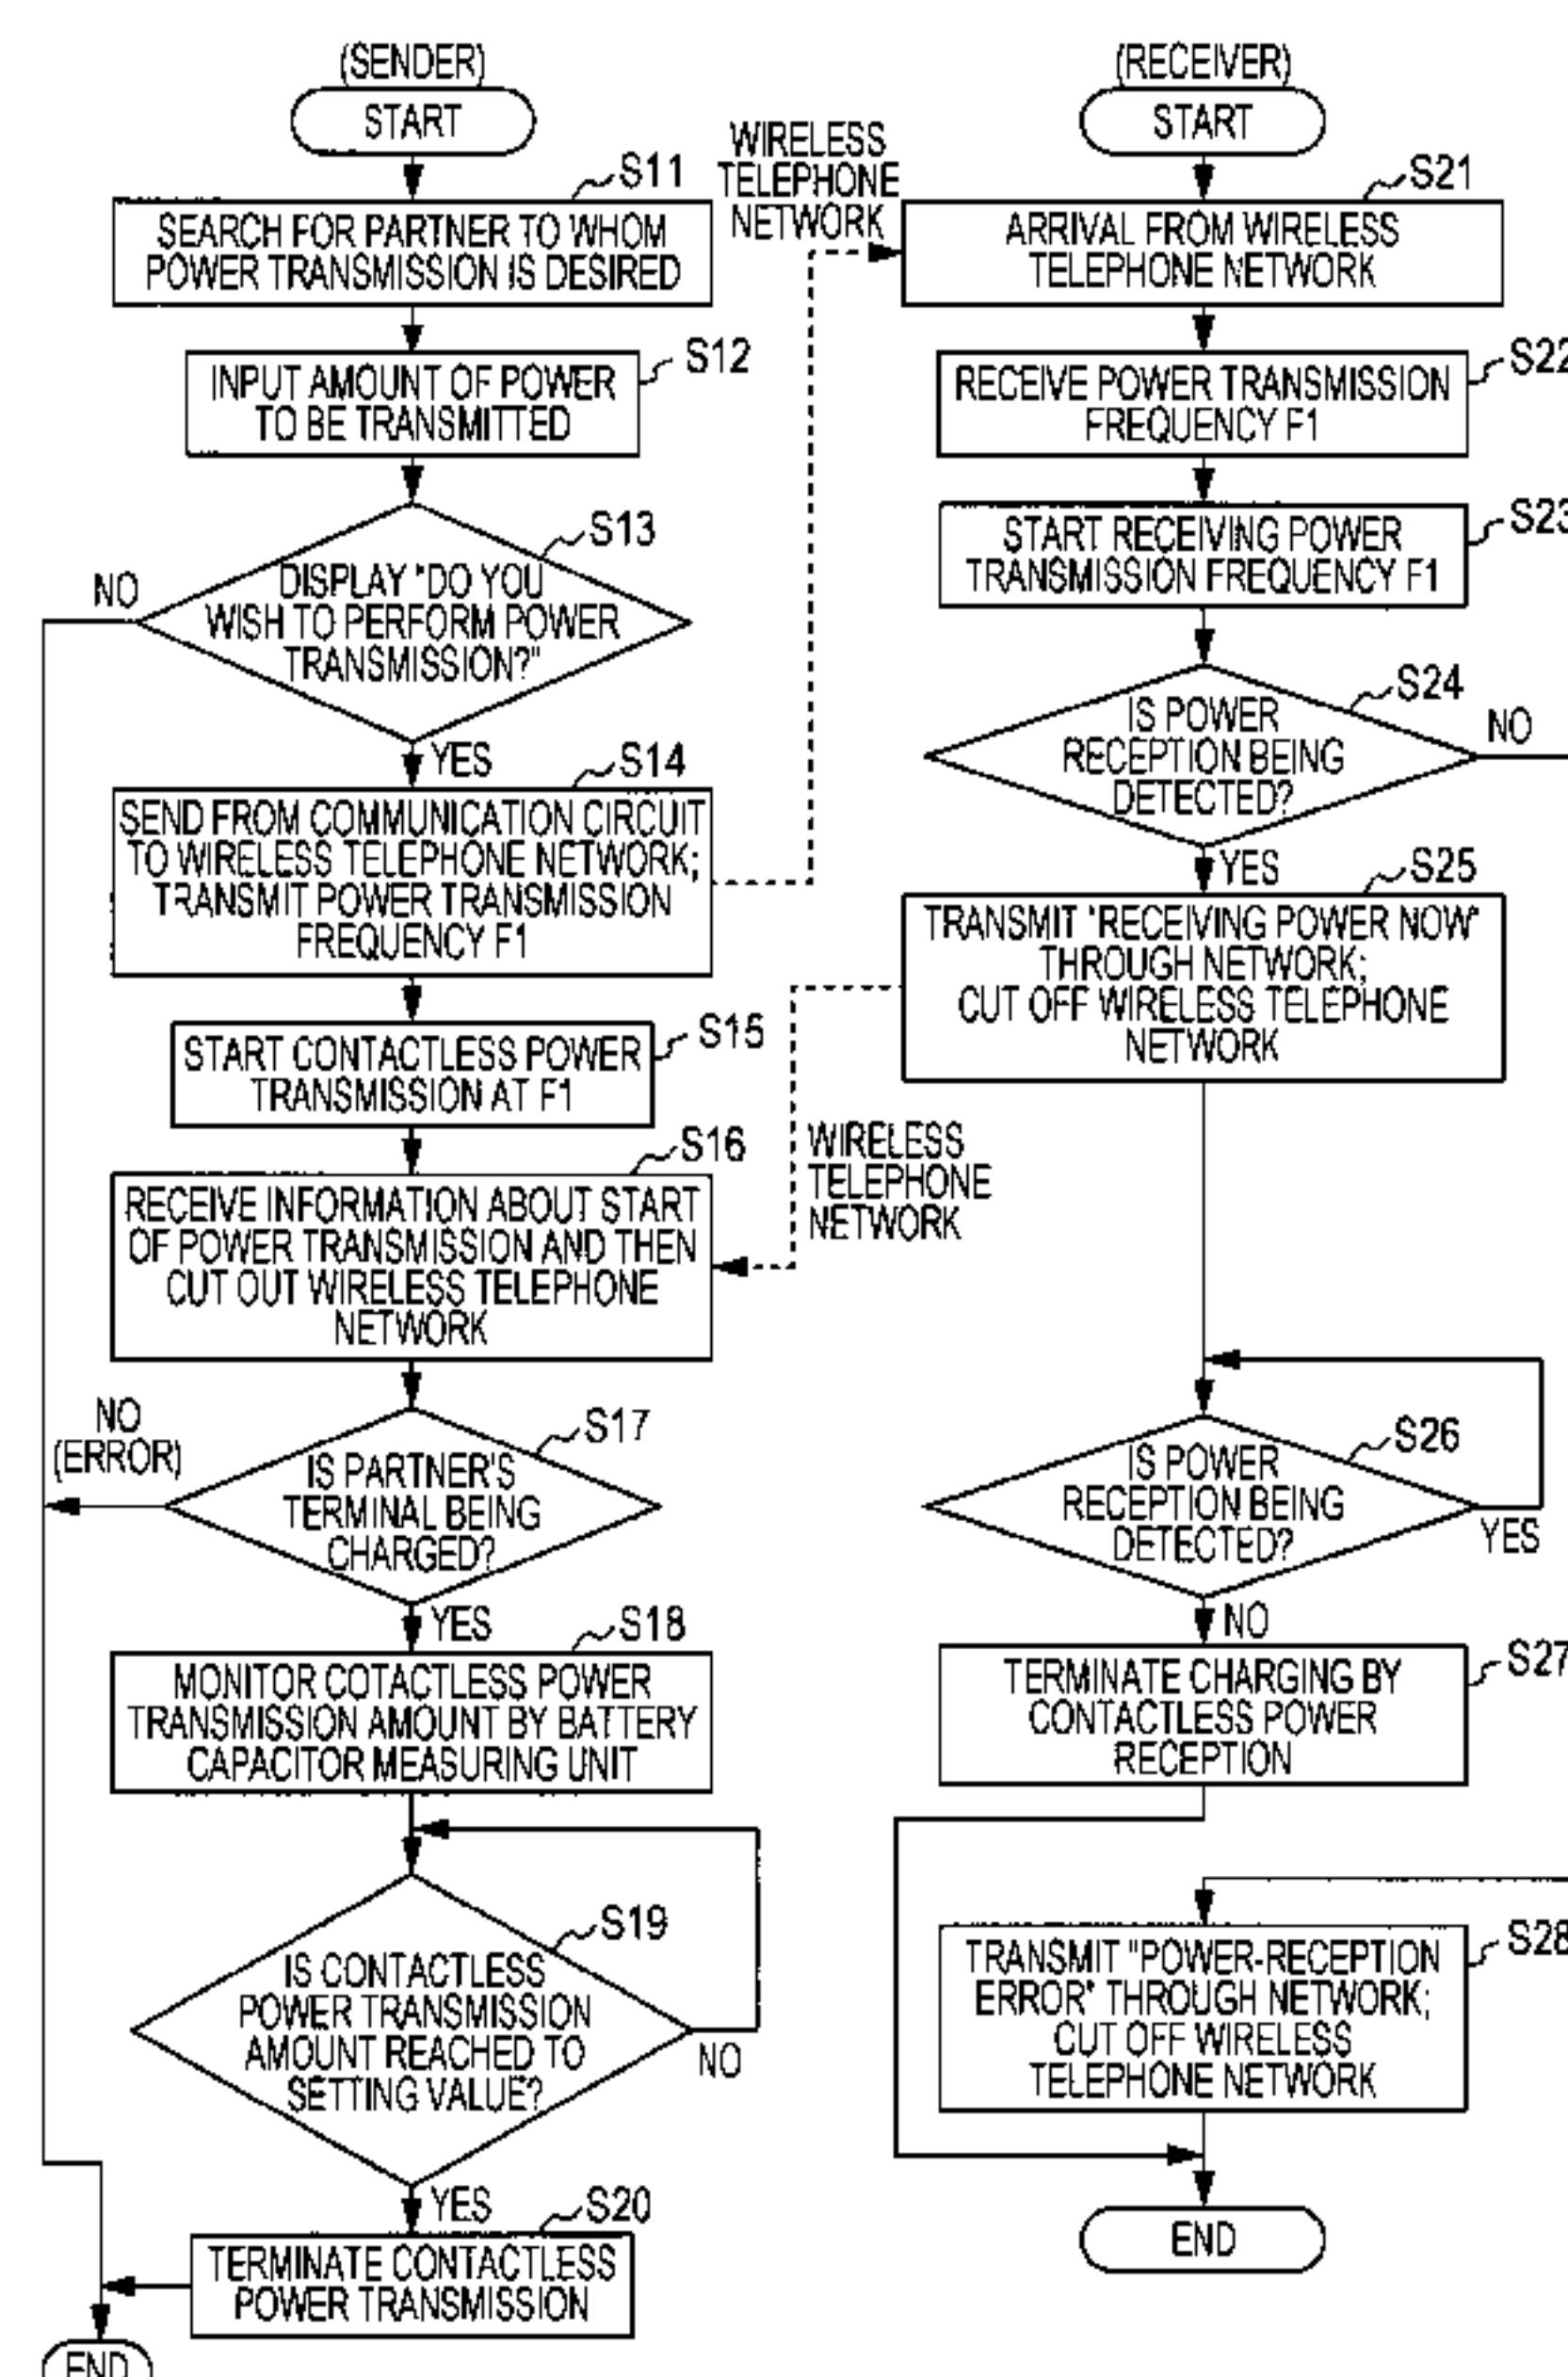 (SENDER)
START
S11
SEARCH FOR PARTNER TO WHOM
POWER TRANSMISSION IS DESIRED
S12
INPUT AMOUNT OF POWER
TO BE TRANSMITTED
S13
DISPLAY "DO YOU
WISH TO PERFORM POWER
TRANSMISSION?"
NO
YES
S14
SEND FROM COMMUNICATION CIRCUIT
TO WIRELESS TELEPHONE NETWORK;
TRANSMIT POWER TRANSMISSION
FREQUENCY F1
S15
START CONTACTLESS POWER
TRANSMISSION AT F1
S16
RECEIVE INFORMATION ABOUT START
OF POWER TRANSMISSION AND THEN
CUT OUT WIRELESS TELEPHONE
NETWORK
S17
IS PARTNER'S
TERMINAL BEING
CHARGED?
NO
(ERROR)
YES
S18
MONITOR COTACTLESS POWER
TRANSMISSION AMOUNT BY BATTERY
CAPACITOR MEASURING UNIT
S19
IS CONTACTLESS
POWER TRANSMISSION
AMOUNT REACHED TO
SETTING VALUE?
NO
YES
S20
TERMINATE CONTACTLESS
POWER TRANSMISSION
END
WIRELESS
TELEPHONE
NETWORK
WIRELESS
TELEPHONE
NETWORK
(RECEIVER)
START
S21
ARRIVAL FROM WIRELESS
TELEPHONE NETWORK
S22
RECEIVE POWER TRANSMISSION
FREQUENCY F1
S23
START RECEIVING POWER
TRANSMISSION FREQUENCY F1
S24
IS POWER
RECEPTION BEING
DETECTED?
NO
YES
S25
TRANSMIT "RECEIVING POWER NOW"
THROUGH NETWORK;
CUT OFF WIRELESS TELEPHONE
NETWORK
S26
IS POWER
RECEPTION BEING
DETECTED?
YES
NO
S27
TERMINATE CHARGING BY
CONTACTLESS POWER
RECEPTION
S28
TRANSMIT "POWER-RECEPTION
ERROR" THROUGH NETWORK;
CUT OFF WIRELESS
TELEPHONE NETWORK
END